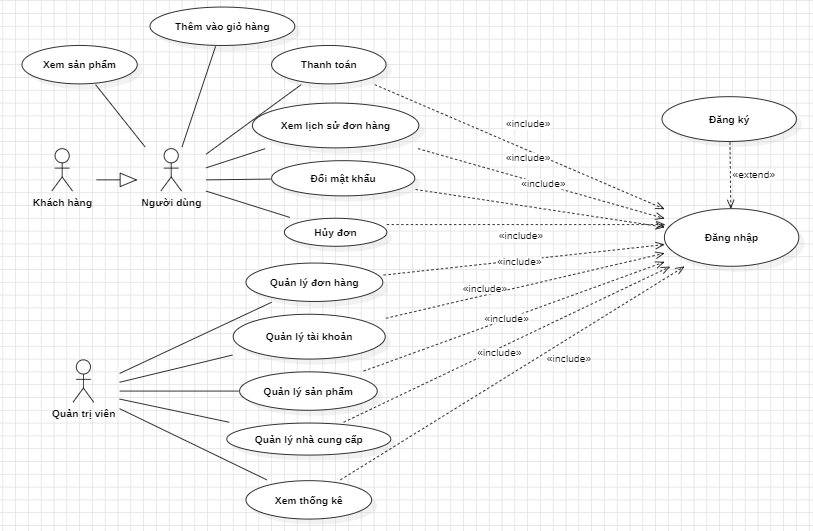 Thêm vào giỏ hàng
Xem sản phẩm
Thanh toán
Xem lịch sử đơn hàng
Đăng ký
«include»
«include»
«extend»
Đổi mật khẩu
«include»
Khách hàng
Người dùng
Hủy đơn
«include»
Đăng nhập
«include»
Quản lý đơn hàng
«include»
Quản lý tài khoản
«include»
«include»
«include»
Quản lý sản phẩm
Quản trị viên
Quản lý nhà cung cấp
Xem thống kê